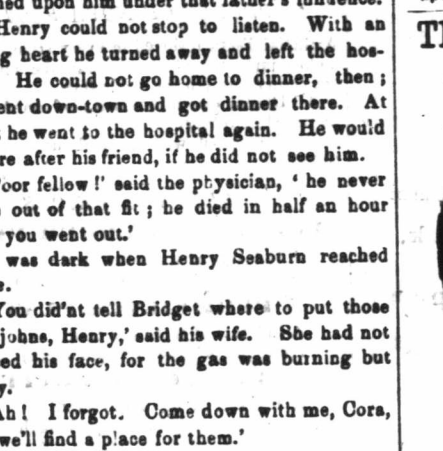 upon him under that father's influence.
Henry could not stop to listen. With an
g heart he turned away and left the hos-
He could not go home to dinner, then;
ent down-town and got dinner there. At
he went to the hospital again. He would
re after his friend, if he did not see him.
oor fellow!' said the physician, ' he never
out of that fit; he died in half an hour
you went out.'
was dark when Henry Seaburn reached
e.
You did'nt tell Bridget where to put those
johns, Henry,' said his wife. She had not
ed his face, for the gas was burning but
y.
Ah! I forgot. Come down with me, Cora,
we'll find a place for them.'
T